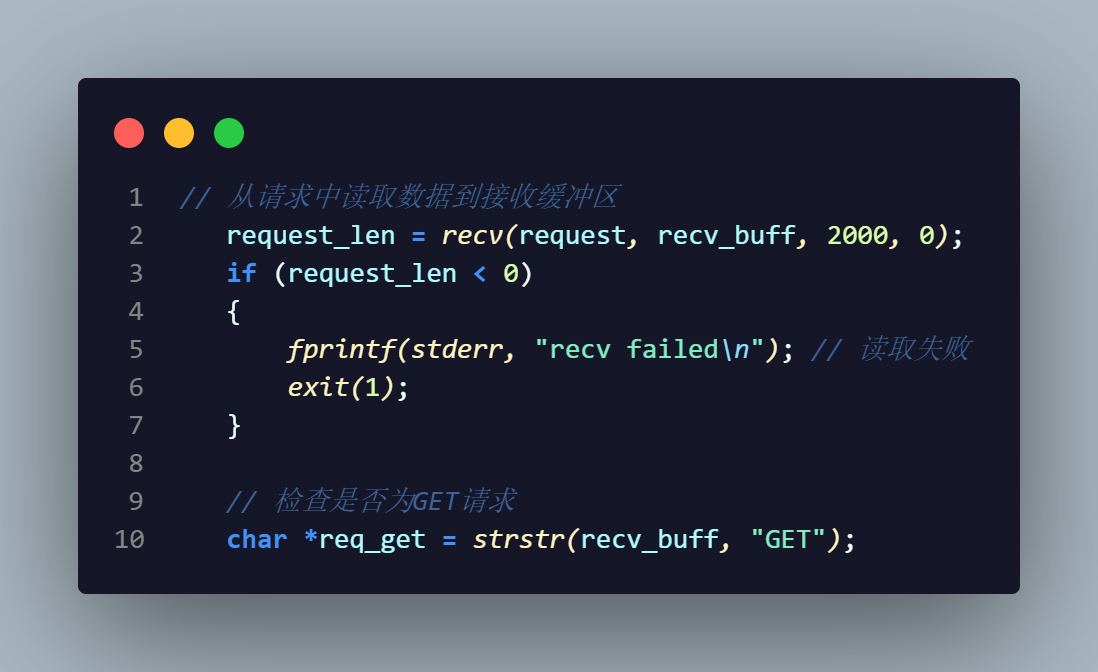 1 // 从请求中读取数据到接收缓冲区
2 request_len = recv(request, recv_buff, 2000, 0);
3 if (request_len < 0)
4 {
5 fprintf(stderr, "recv failed\n"); // 读取失败
6 exit(1);
7 }
8
9 // 检查是否为GET请求
10 char *req_get = strstr(recv_buff, "GET");